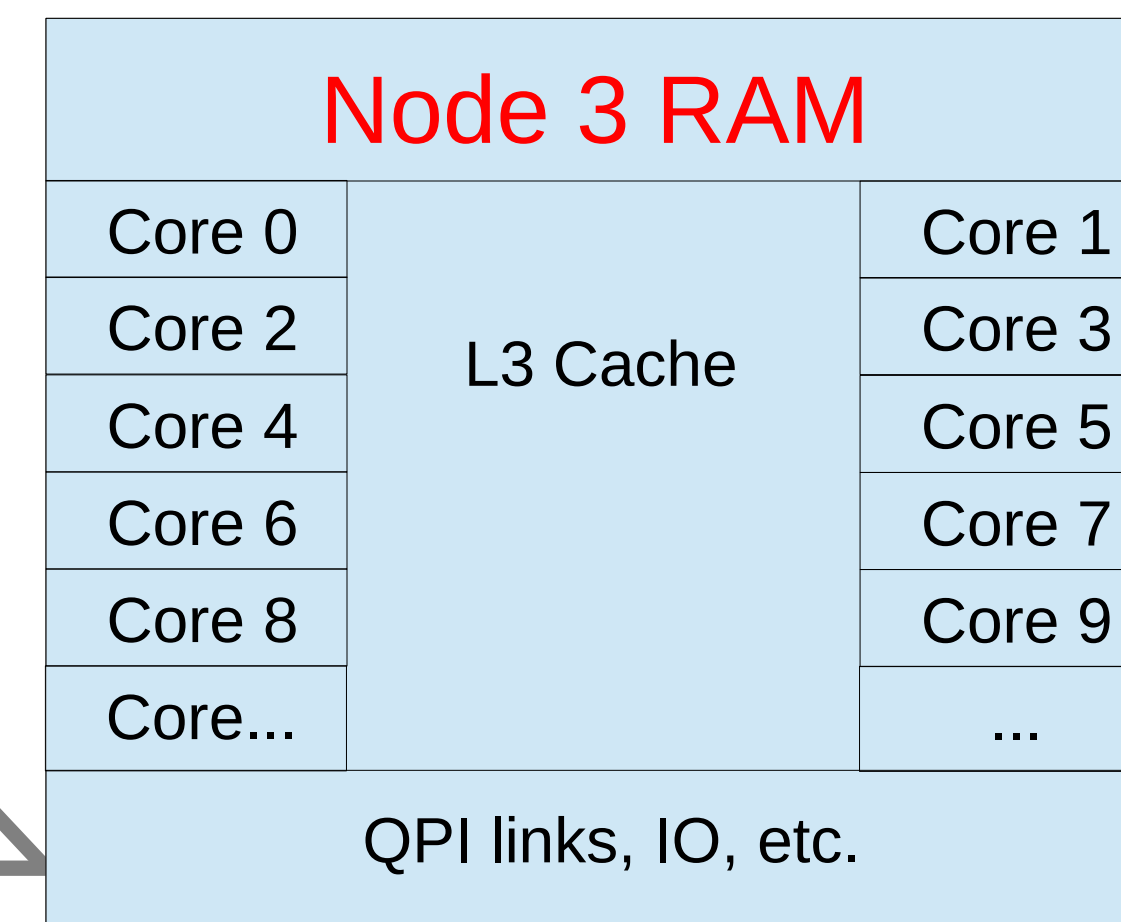 Node 3 RAM
Core 0
Core 1
Core 2
L3 Cache
Core 3
Core 4
Core 5
Core 6
Core 7
Core 8
Core 9
Core...
...
QPI links, IO, etc.